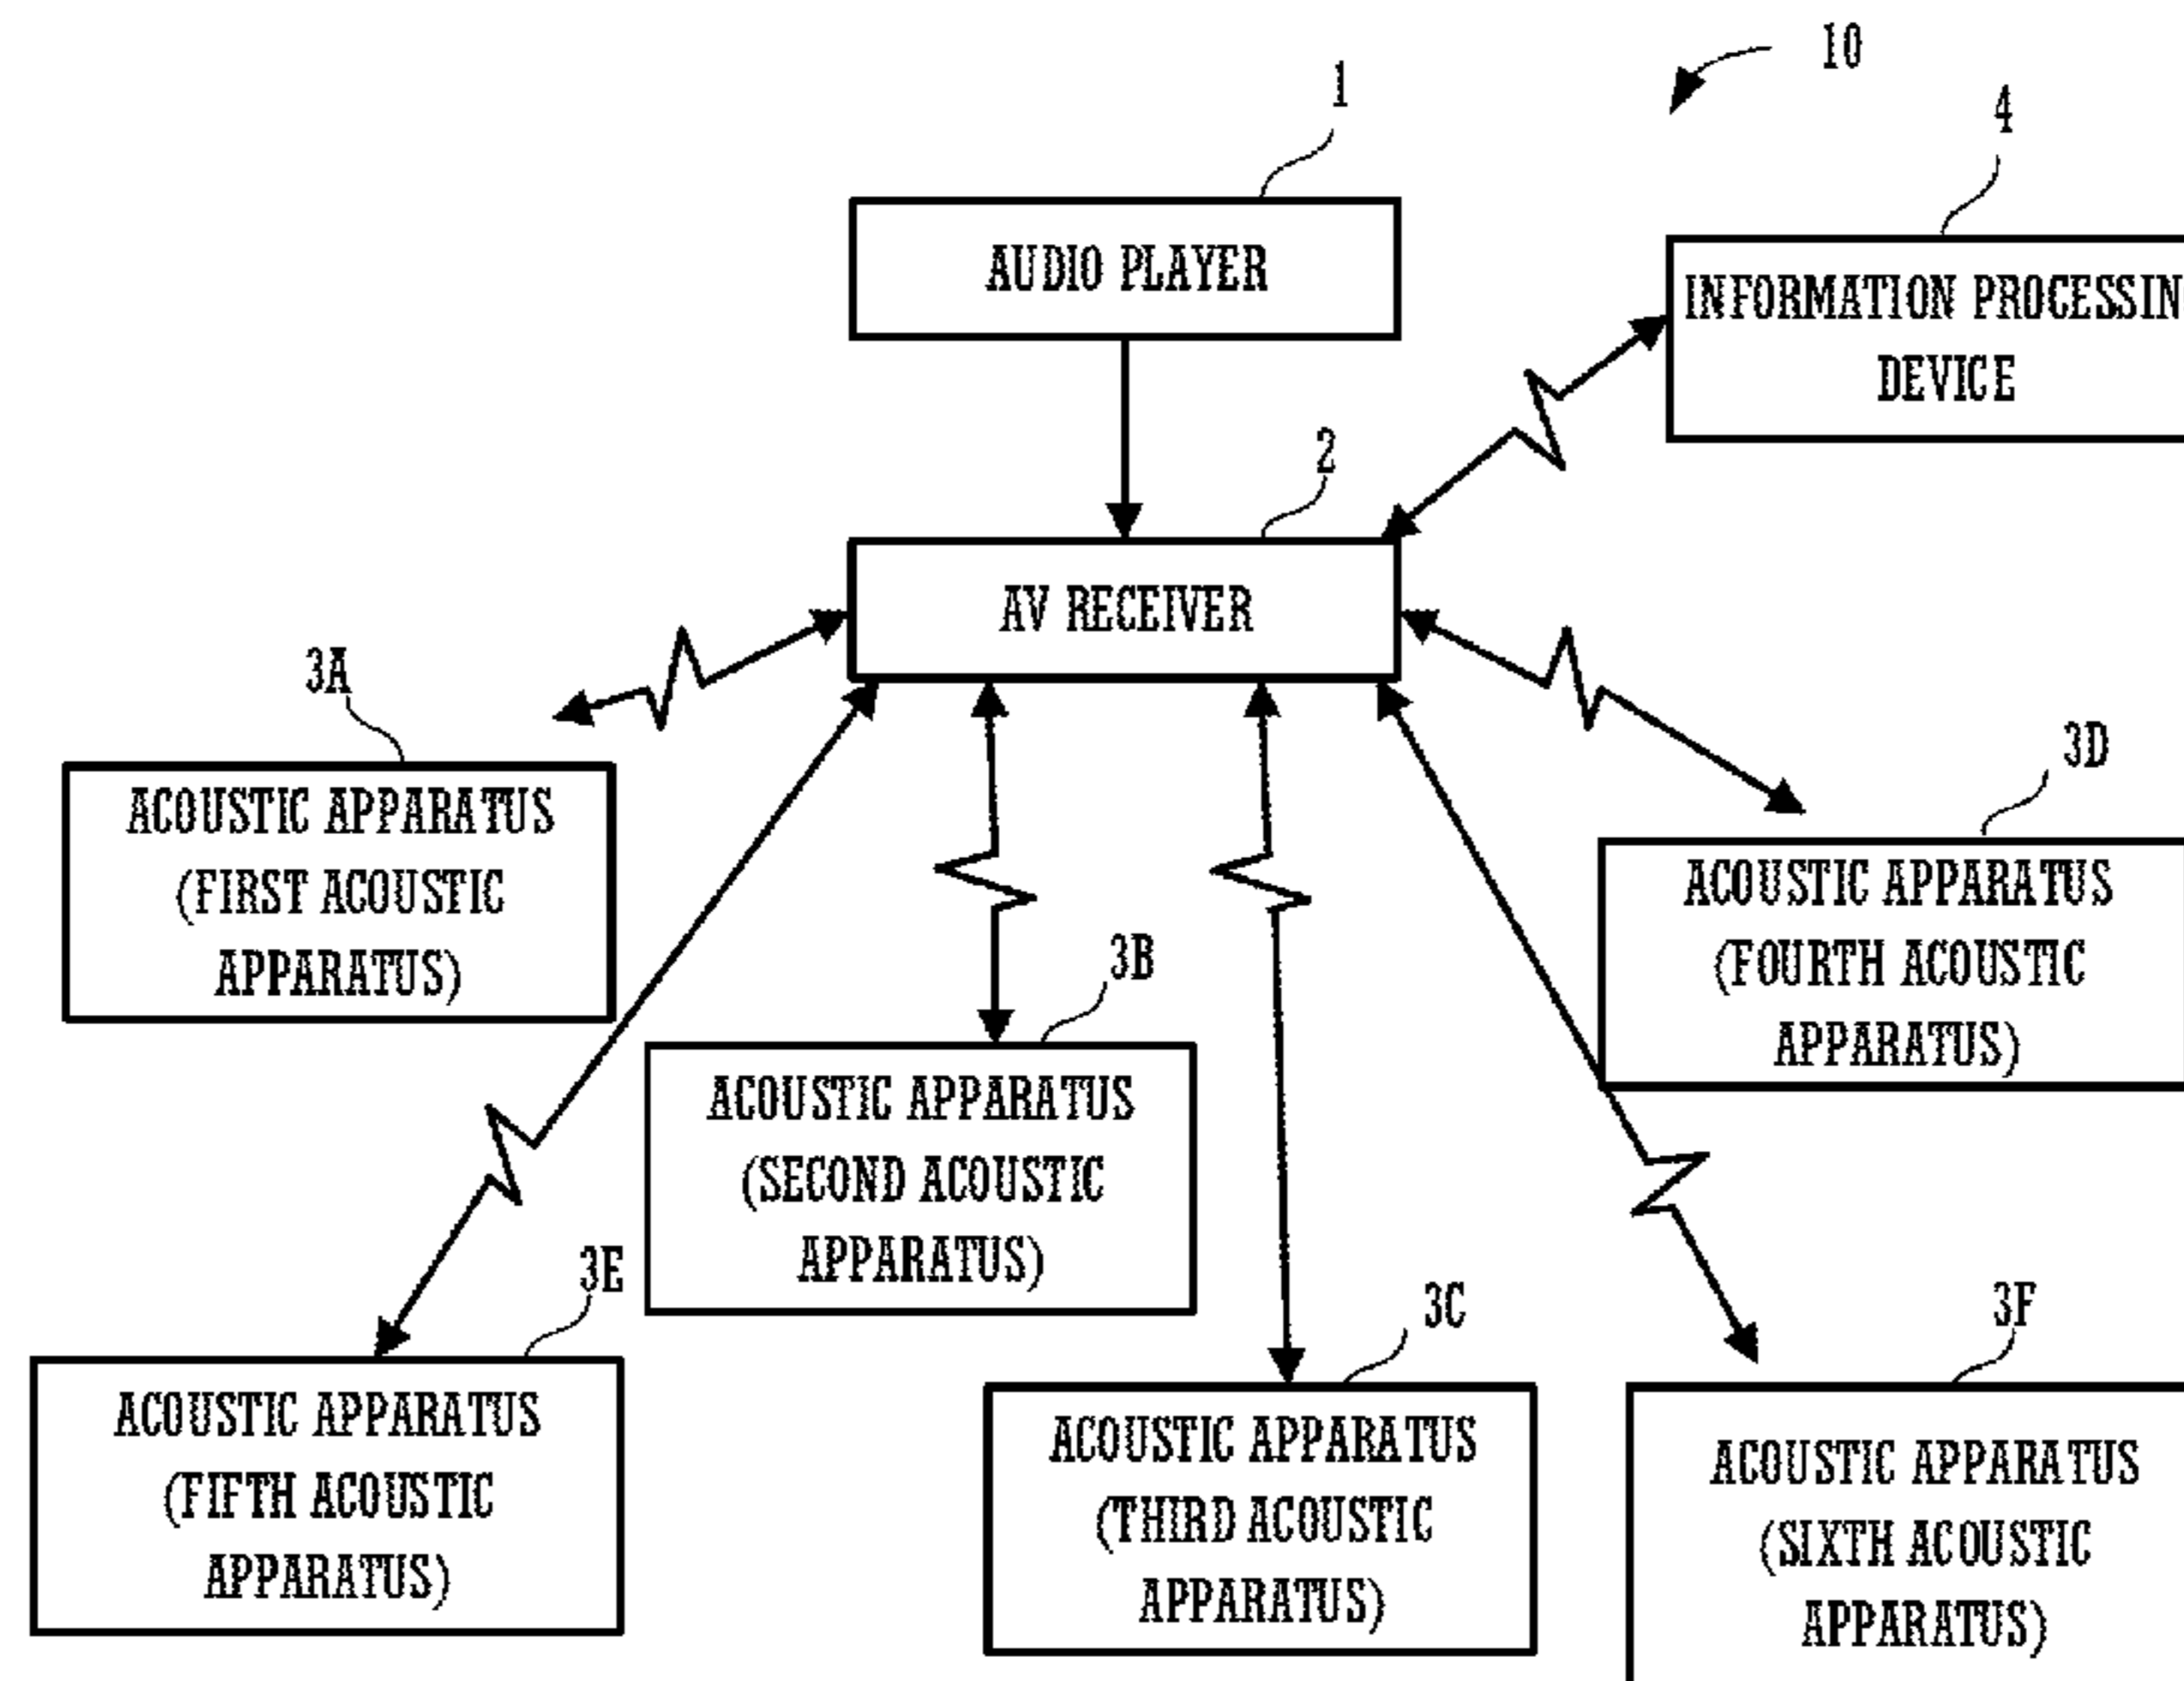 10
1
4
AUDIO PLAYER
INFORMATION PROCESSIN
DEVICE
2
AV RECEIVER
3A
3D
ACOUSTIC APPARATUS
(FIRST ACOUSTIC
APPARATUS)
ACOUSTIC APPARATUS
(FOURTH ACOUSTIC
APPARATUS)
3B
ACOUSTIC APPARATUS
(SECOND ACOUSTIC
APPARATUS)
3E
3C
3F
ACOUSTIC APPARATUS
(FIFTH ACOUSTIC
APPARATUS)
ACOUSTIC APPARATUS
(THIRD ACOUSTIC
APPARATUS)
ACOUSTIC APPARATUS
(SIXTH ACOUSTIC
APPARATUS)